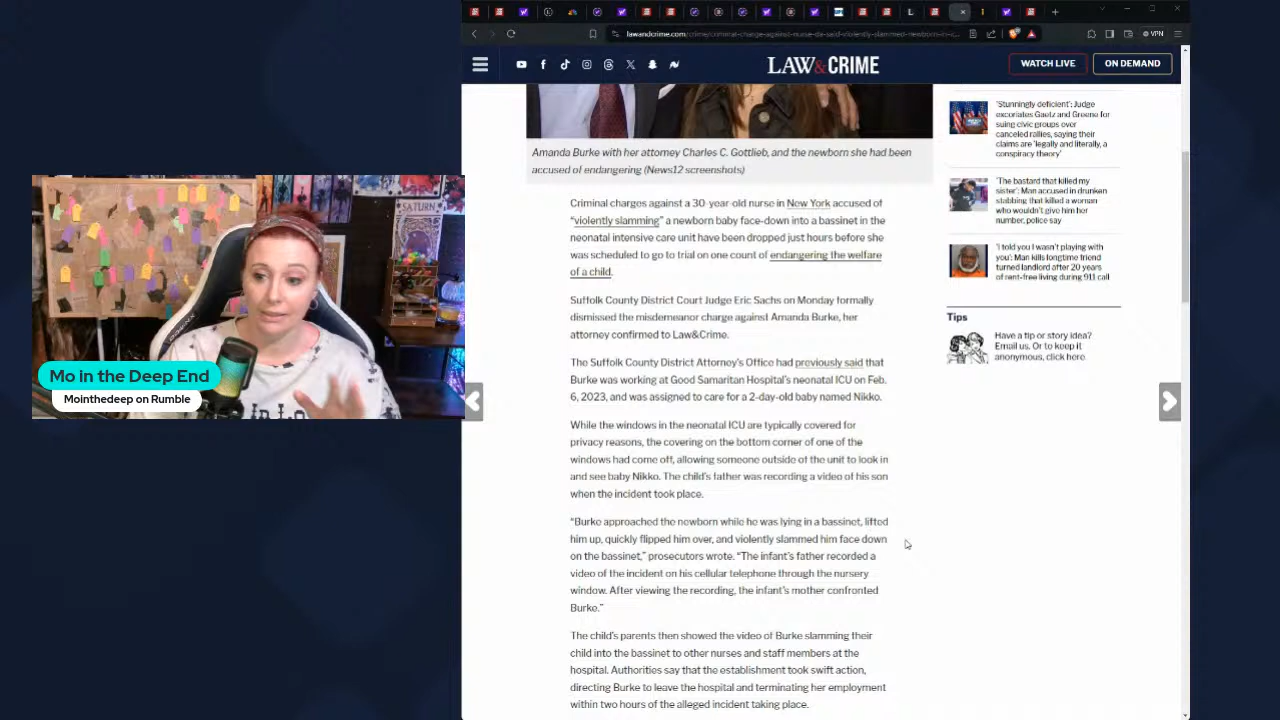 lawandcrime.com/crime/criminal-charge-against-nurse-da-said-violently-slammed-newborn-in-c...
VPN
LAW&CRIME
WATCH LIVE
ON DEMAND
Amanda Burke with her attorney Charles C. Gottlieb, and the newborn she had been
accused of endangering (News12 screenshots)
Criminal charges against a 30-year-old nurse in New York accused of
“violently slamming” a newborn baby face-down into a bassinet in the
neonatal intensive care unit have been dropped just hours before she
was scheduled to go to trial on one count of endangering the welfare
of a child.
Suffolk County District Court Judge Eric Sachs on Monday formally
dismissed the misdemeanor charge against Amanda Burke, her
attorney confirmed to Law&Crime.
The Suffolk County District Attorney’s Office had previously said that
Burke was working at Good Samaritan Hospital’s neonatal ICU on Feb.
6, 2023, and was assigned to care for a 2-day-old baby named Nikko.
While the windows in the neonatal ICU are typically covered for
privacy reasons, the covering on the bottom corner of one of the
windows had come off, allowing someone outside of the unit to look in
and see baby Nikko. The child’s father was recording a video of his son
when the incident took place.
“Burke approached the newborn while he was lying in a bassinet, lifted
him up, quickly flipped him over, and violently slammed him face down
on the bassinet,” prosecutors wrote. “The infant’s father recorded a
video of the incident on his cellular telephone through the nursery
window. After viewing the recording, the infant’s mother confronted
Burke.”
The child’s parents then showed the video of Burke slamming their
child into the bassinet to other nurses and staff members at the
hospital. Authorities say that the establishment took swift action,
directing Burke to leave the hospital and terminating her employment
within two hours of the alleged incident taking place.
'Stunningly deficient': Judge
excoriates Gaetz and Greene for
suing civic groups over
canceled rallies, saying their
claims are 'legally and literally, a
conspiracy theory'
'The bastard that killed my
sister': Man accused in drunken
stabbing that killed a woman
who wouldn't give him her
number, police say
'I told you I wasn't playing with
you': Man kills longtime friend
turned landlord after 20 years
of rent-free living during 911 call
Tips
Have a tip or story idea?
Email us. Or to keep it
anonymous, click here.
SATURN
Mo in the Deep End
Mointhedeep on Rumble